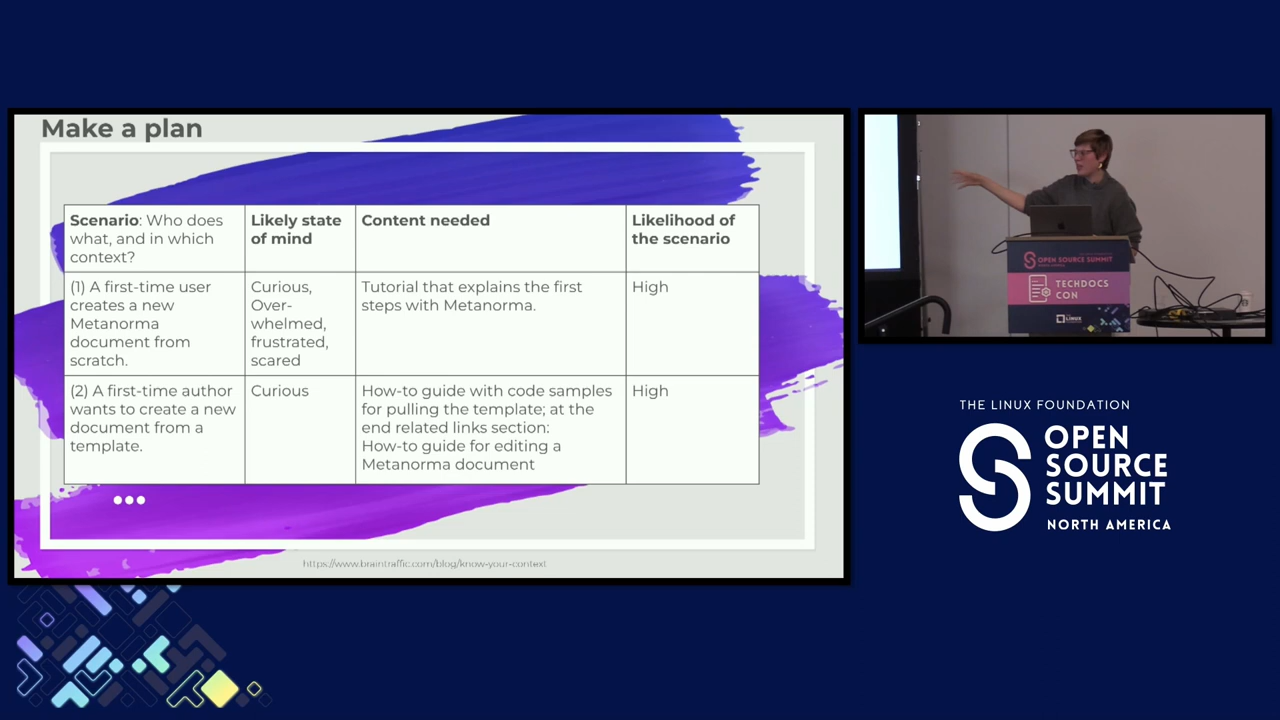 Make a plan
Scenario: Who does
what, and in which
context?
Likely state
of mind
Content needed
Likelihood of
the scenario
(1) A first-time user
creates a new
Metanorma
document from
scratch.
Curious,
Over-
whelmed,
frustrated,
scared
Tutorial that explains the first
steps with Metanorma.
High
(2) A first-time author
wants to create a new
document from a
template.
Curious
How-to guide with code samples
for pulling the template; at the
end related links section:
How-to guide for editing a
Metanorma document
High
https://www.braintraffic.com/blog/know-your-context
OPEN SOURCE SUMMIT
TECHDOCS
CON
LINUX
THE LINUX FOUNDATION
OPEN
SOURCE
SUMMIT
NORTH AMERICA